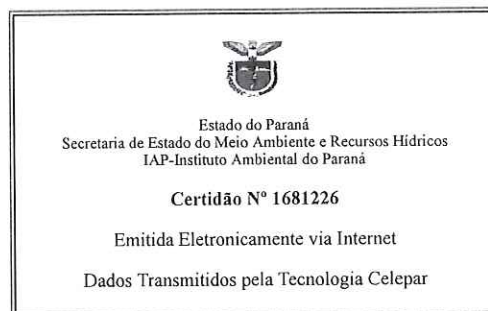 Estado do Paraná
Secretaria de Estado do Meio Ambiente e Recursos Hídricos
IAP-Instituto Ambiental do Paraná
Certidão Nº 1681226
Emitida Eletronicamente via Internet
Dados Transmitidos pela Tecnologia Celepar